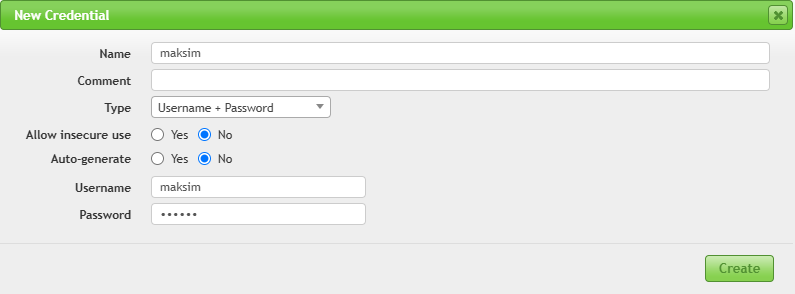 New Credential
Name maksim
Comment
Type Username + Password
Allow insecure use Yes No
Auto-generate Yes No
Username maksim
Password ••••••
Create